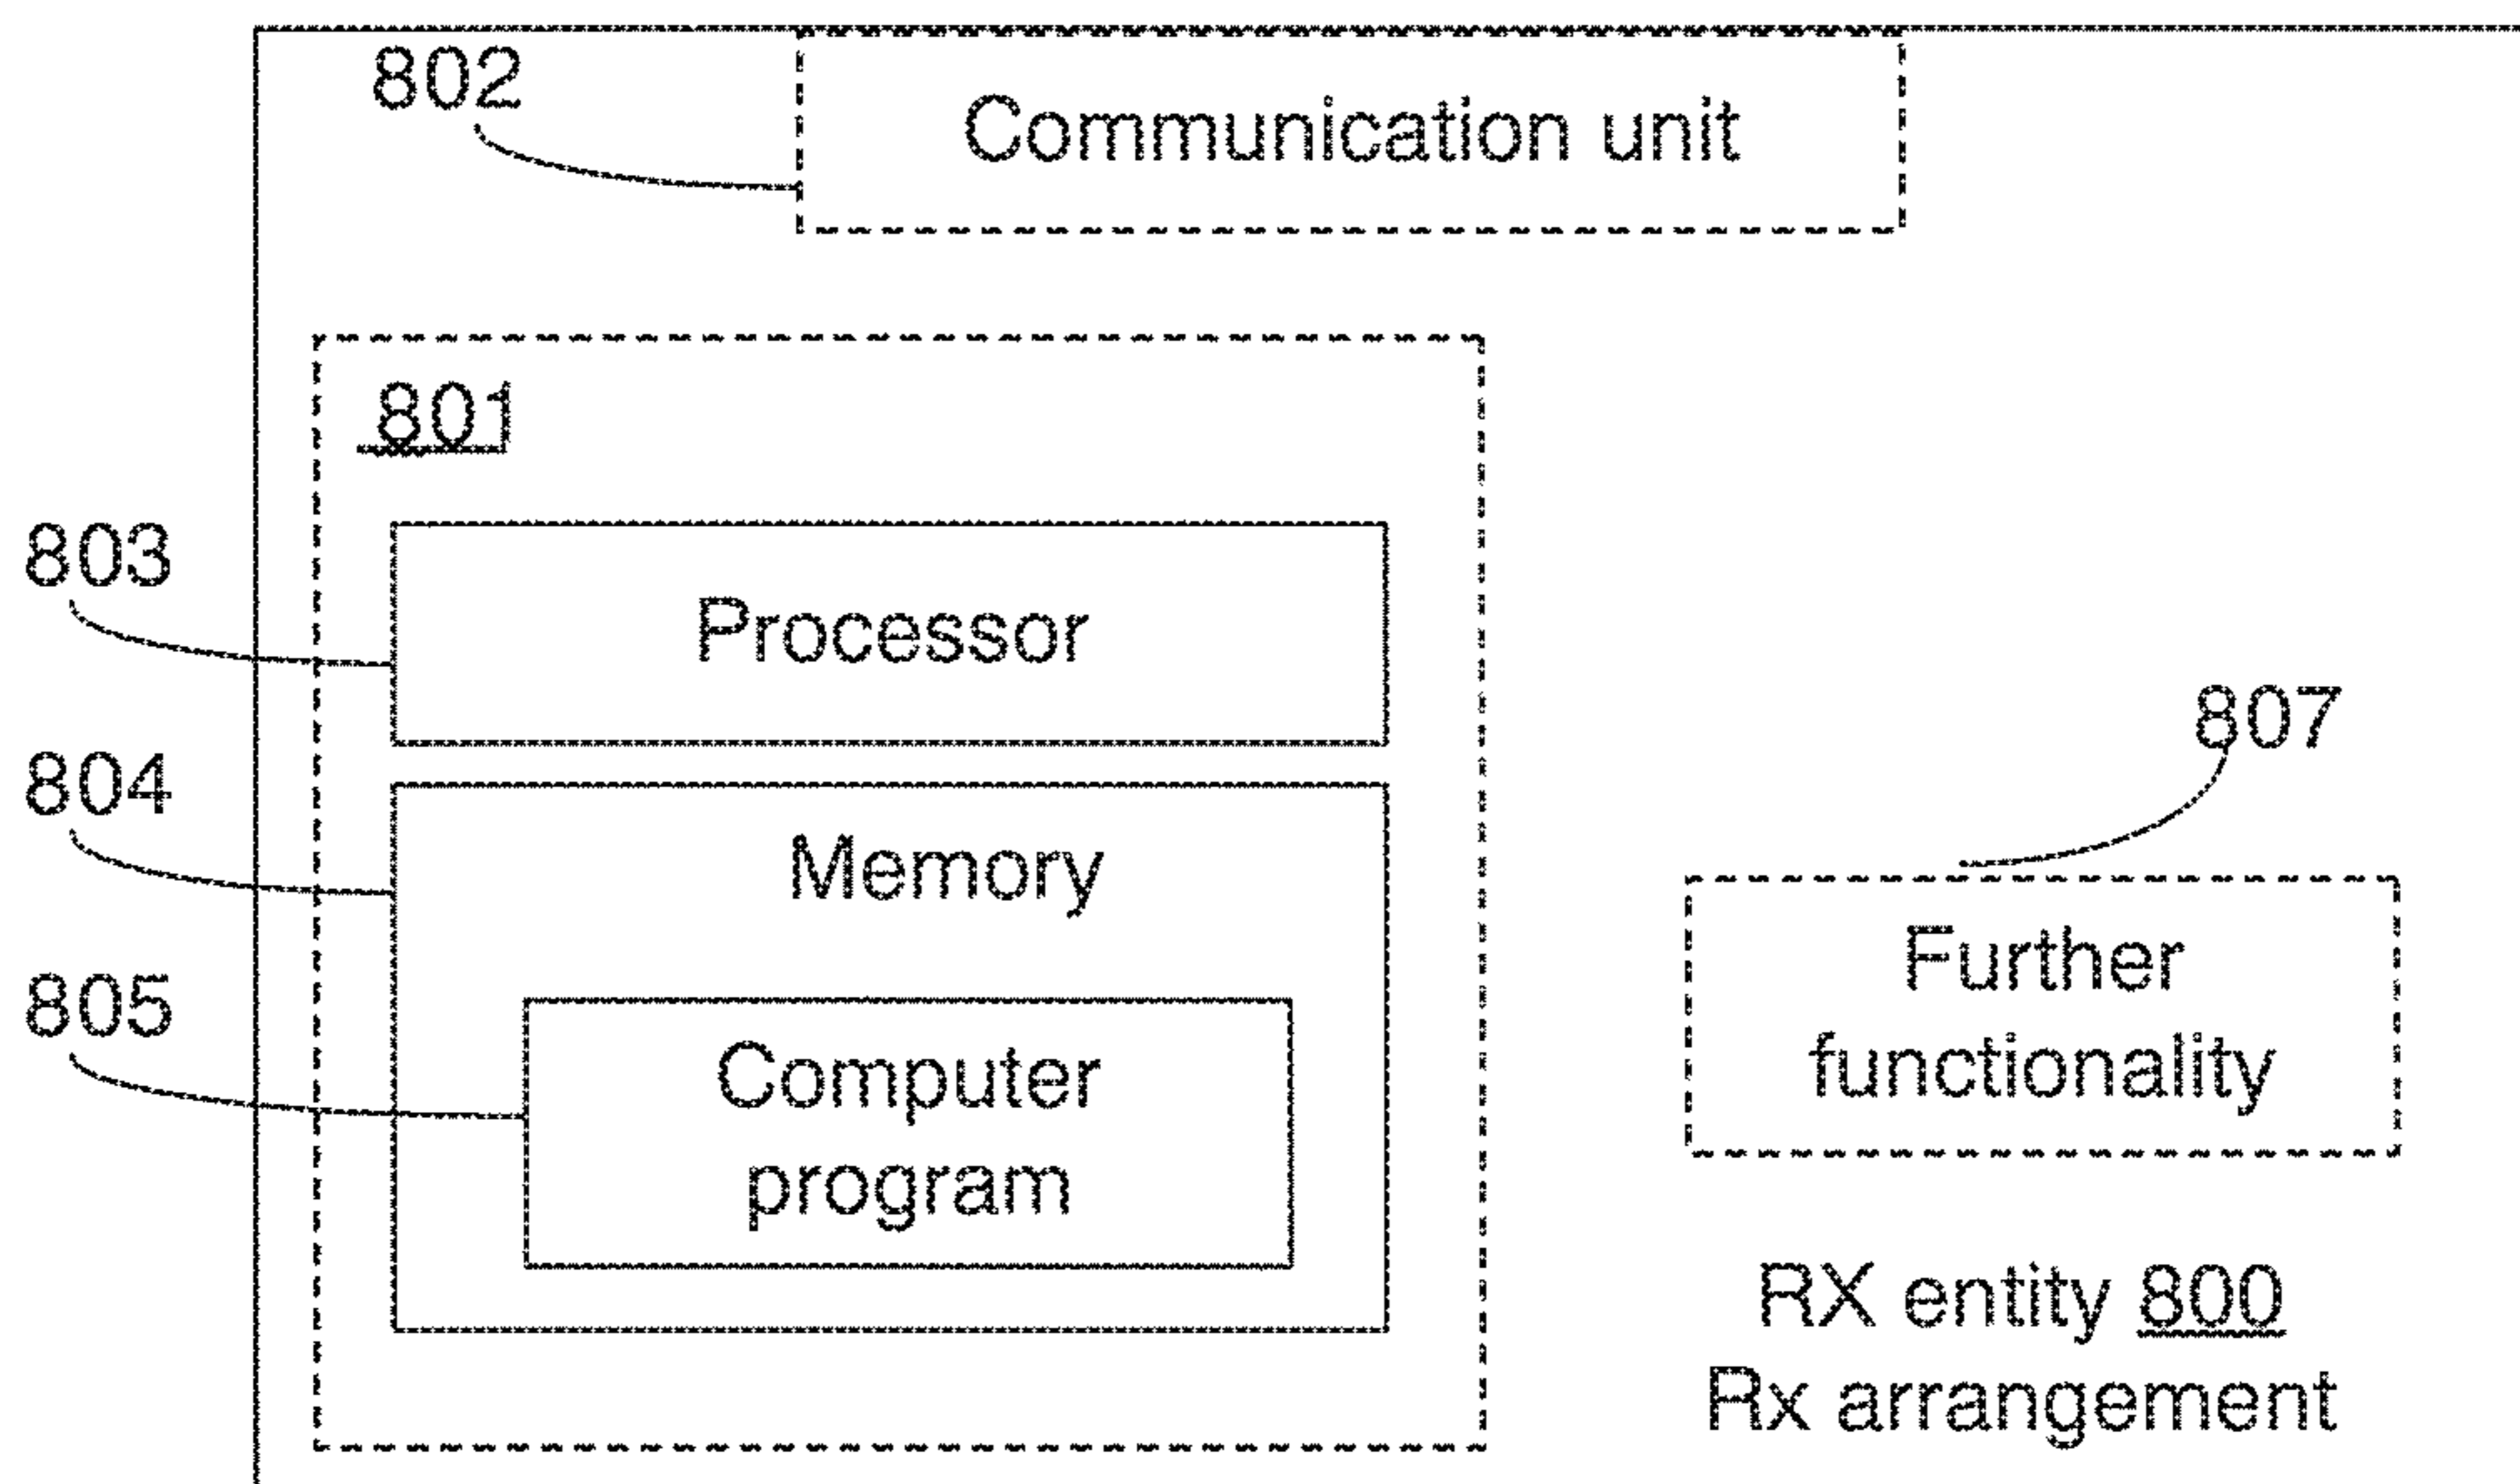 802
Communication unit
801
803
Processor
804
Memory
805
Computer
program
807
Further
functionality
RX entity 800
Rx arrangement